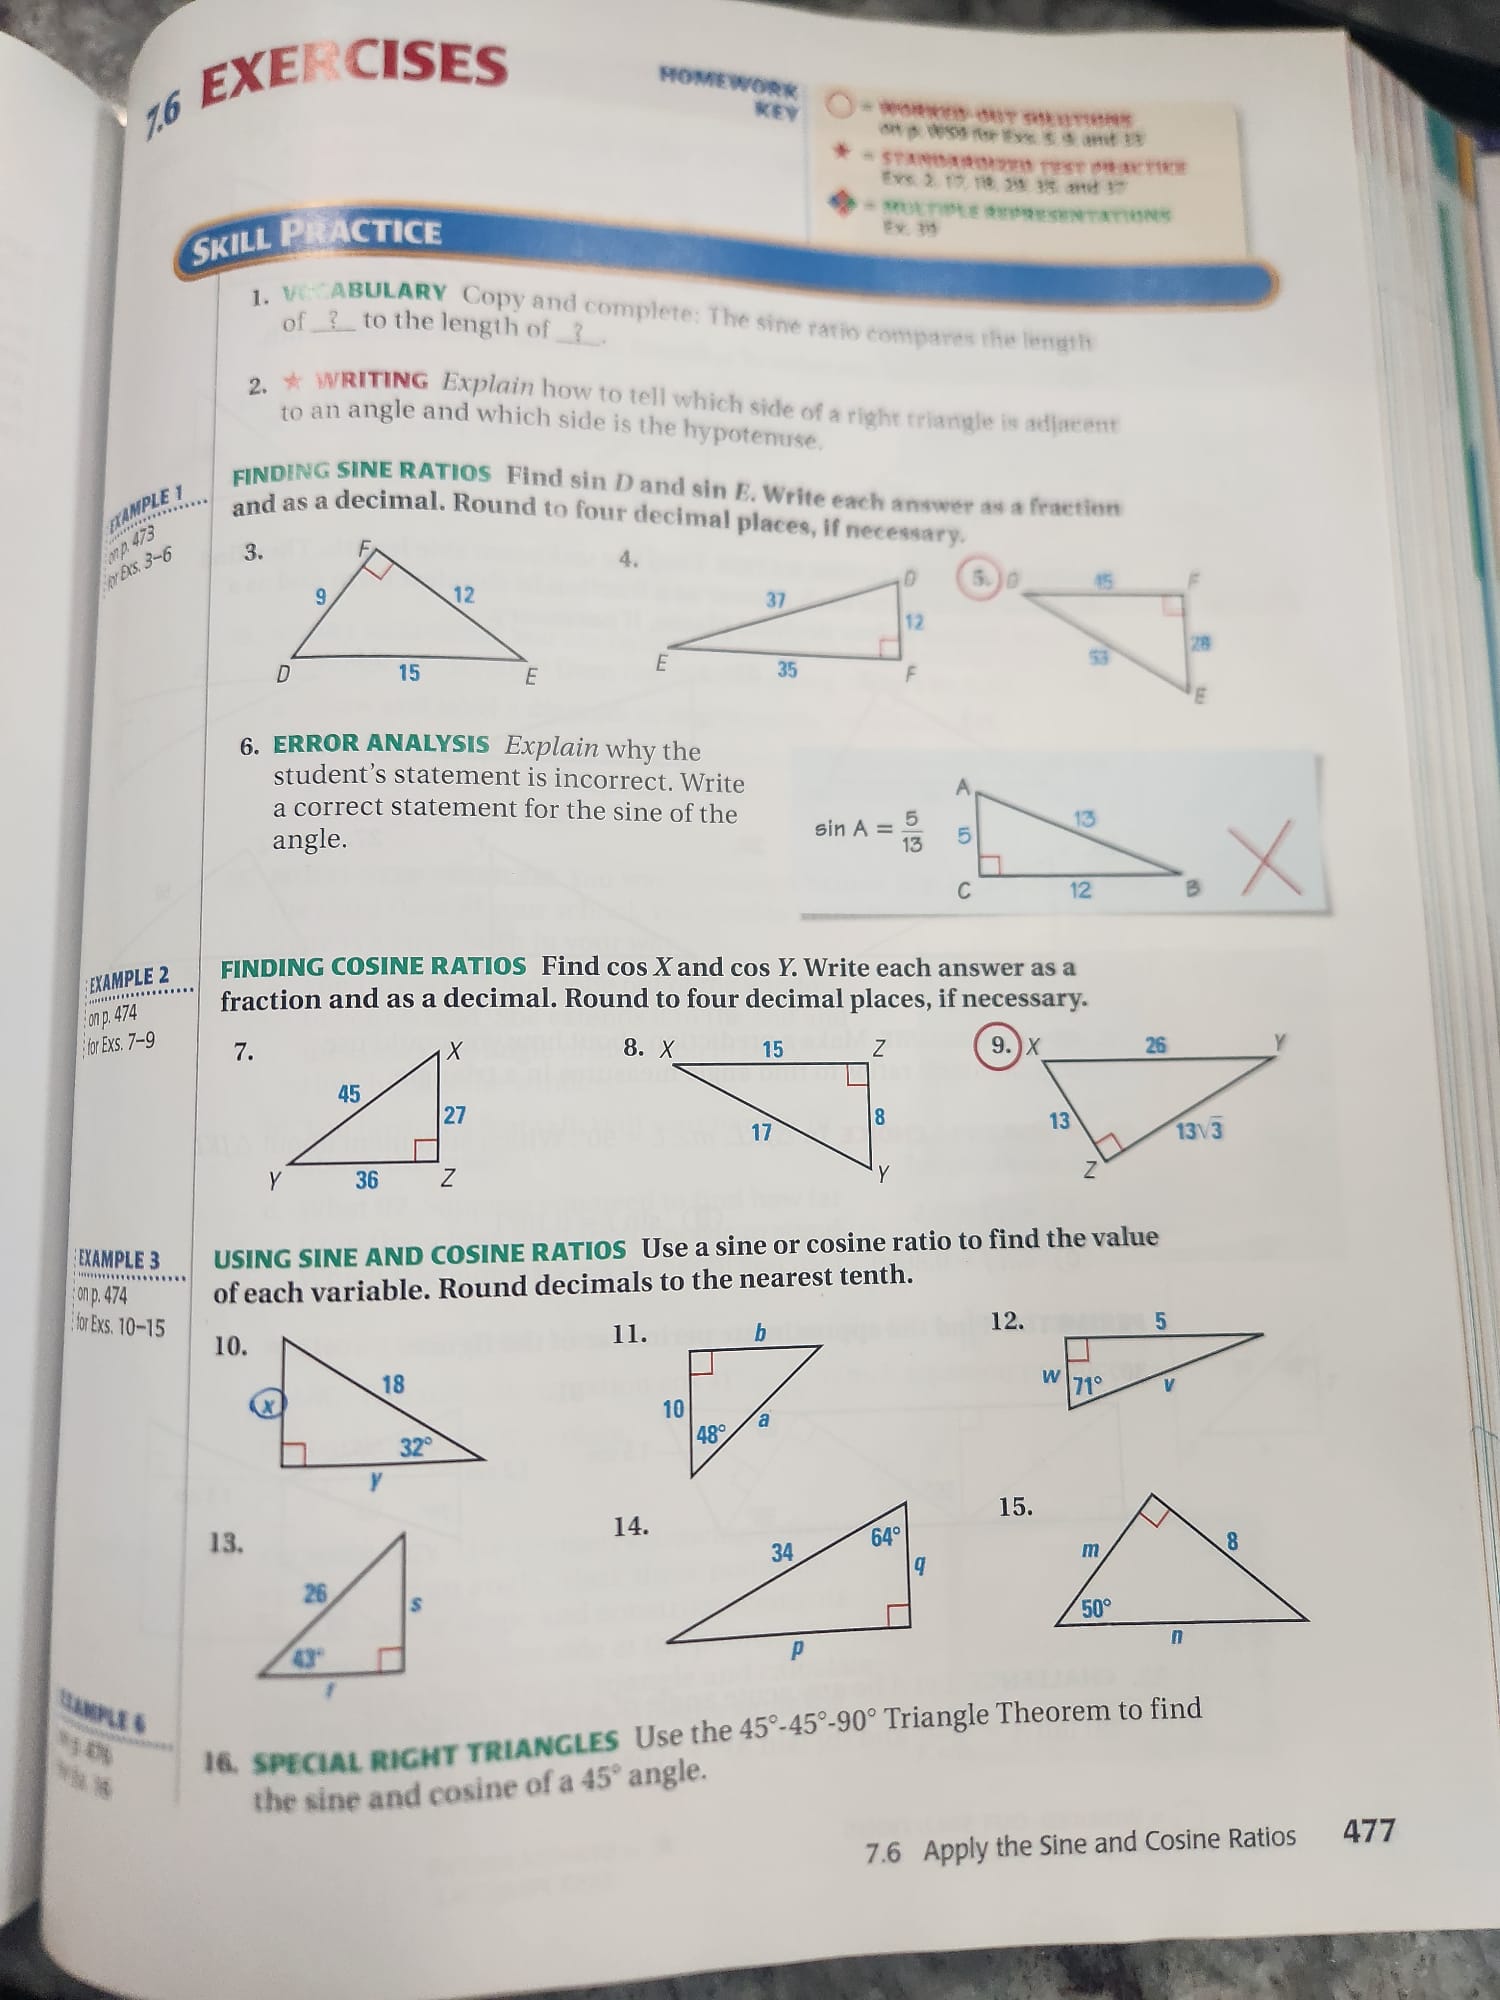 7.6 EXERCISES
HOMEWORK
KEY
= WORKED-OUT SOLUTIONS
on p. for Exs. 5, 9, and 33
★ = STANDARDIZED TEST PRACTICE
Exs. 2, 17, 18, 29, 35, and 37
= MULTIPLE REPRESENTATIONS
Ex. 39
SKILL PRACTICE
1. VOCABULARY Copy and complete: The sine ratio compares the length
of ? to the length of ?.
2. ★ WRITING Explain how to tell which side of a right triangle is adjacent
to an angle and which side is the hypotenuse.
EXAMPLE 1
on p. 473
for Exs. 3–6
FINDING SINE RATIOS Find sin D and sin E. Write each answer as a fraction
and as a decimal. Round to four decimal places, if necessary.
3.
F
9
12
D
15
E
4.
D
37
12
E
35
F
5.
D
45
F
28
53
E
6. ERROR ANALYSIS Explain why the
student's statement is incorrect. Write
a correct statement for the sine of the
angle.
sin A = 5/13
A
13
5
C
12
B
EXAMPLE 2
on p. 474
for Exs. 7–9
FINDING COSINE RATIOS Find cos X and cos Y. Write each answer as a
fraction and as a decimal. Round to four decimal places, if necessary.
7.
X
45
27
Y
36
Z
8.
X
15
Z
8
17
Y
9.
X
26
Y
13
13√3
Z
EXAMPLE 3
on p. 474
for Exs. 10–15
USING SINE AND COSINE RATIOS Use a sine or cosine ratio to find the value
of each variable. Round decimals to the nearest tenth.
10.
18
x
32°
y
11.
b
10
a
48°
12.
5
w
71°
v
13.
26
s
43°
r
14.
34
64°
q
p
15.
m
8
50°
n
EXAMPLE 6
16. SPECIAL RIGHT TRIANGLES Use the 45°-45°-90° Triangle Theorem to find
the sine and cosine of a 45° angle.
7.6 Apply the Sine and Cosine Ratios 477